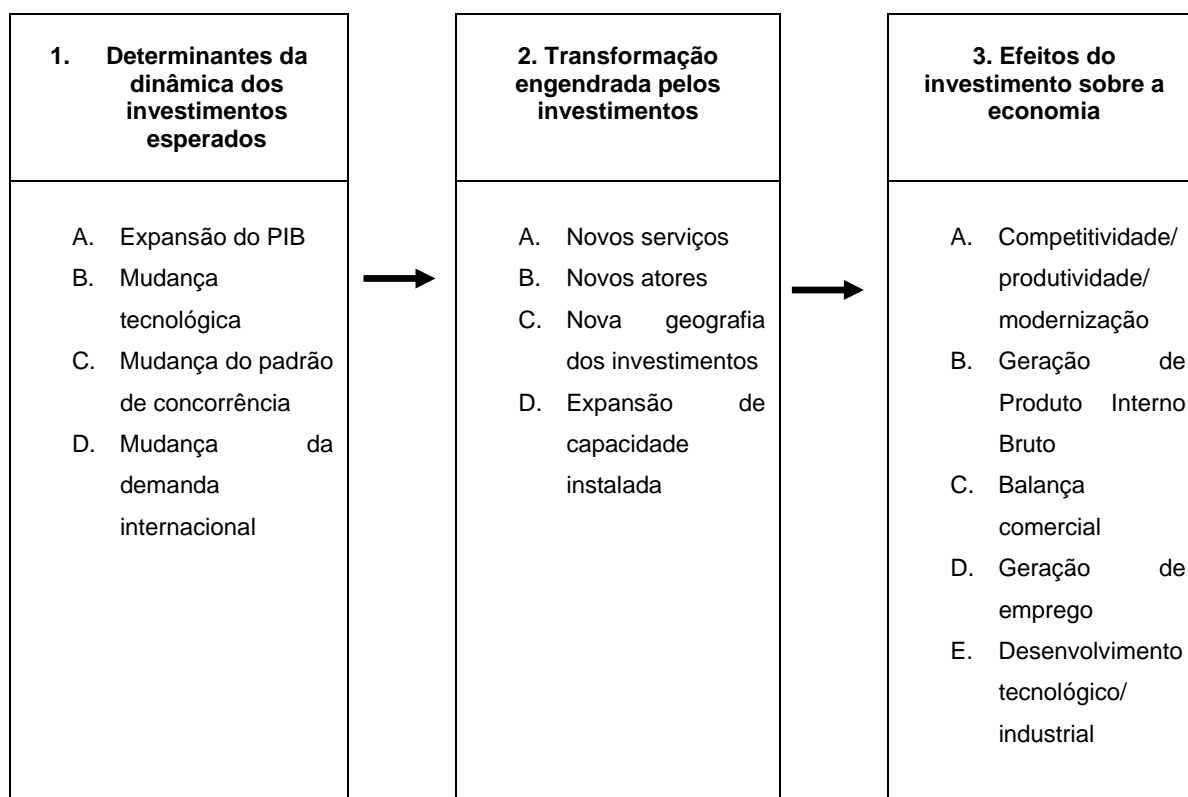 1. Determinantes da
dinâmica dos
investimentos
esperados
A. Expansão do PIB
B. Mudança
tecnológica
C. Mudança do padrão
de concorrência
D. Mudança da
demanda
internacional
2. Transformação
engendrada pelos
investimentos
A. Novos serviços
B. Novos atores
C. Nova geografia
dos investimentos
D. Expansão de
capacidade
instalada
3. Efeitos do
investimento sobre a
economia
A. Competitividade/
produtividade/
modernização
B. Geração de
Produto Interno
Bruto
C. Balança
comercial
D. Geração de
emprego
E. Desenvolvimento
tecnológico/
industrial